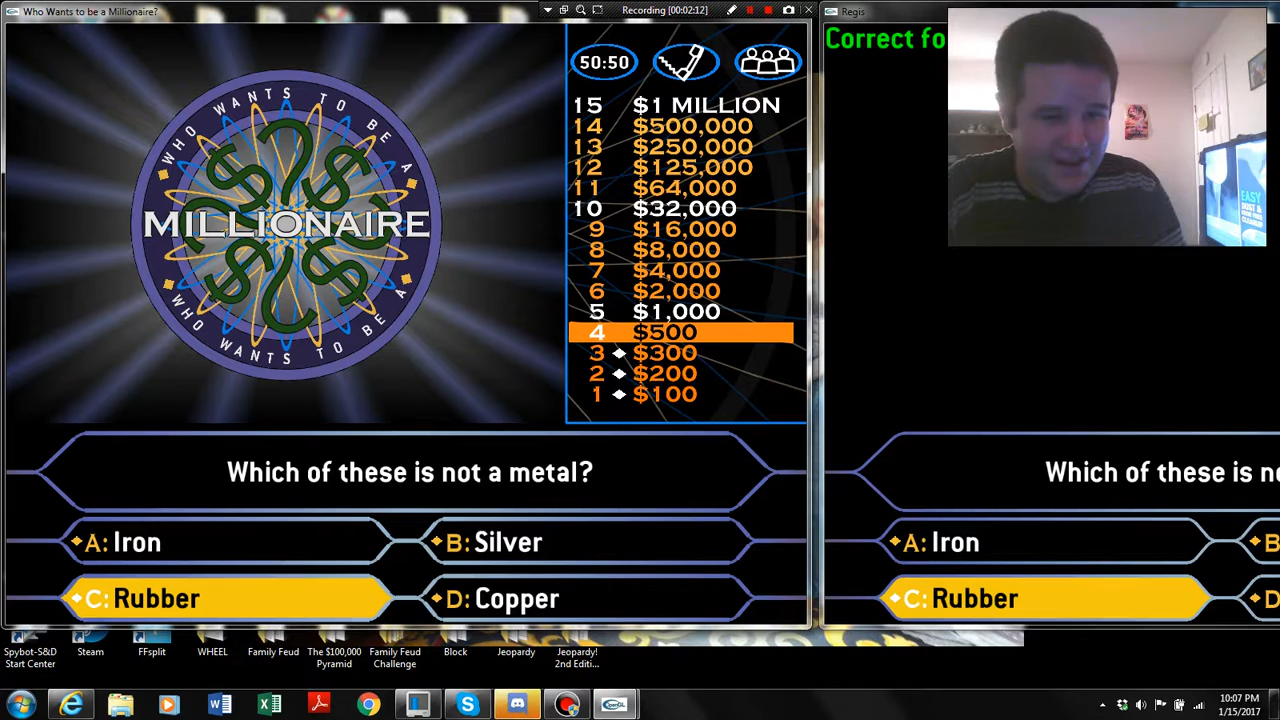 Who Wants to be a Millionaire?
Recording [00:02:12]
Regis
Correct fo
WHO WANTS TO BE A
MILLIONAIRE
WHO WANTS TO BE A
50:50
15 $1 MILLION
14 $500,000
13 $250,000
12 $125,000
11 $64,000
10 $32,000
9 $16,000
8 $8,000
7 $4,000
6 $2,000
5 $1,000
4 $500
3 $300
2 $200
1 $100
EASY
Which of these is not a metal?
A: Iron
B: Silver
C: Rubber
D: Copper
Which of these is no
A: Iron
B
C: Rubber
D
Spybot-S&D
Start Center
Steam
FFsplit
WHEEL
Family Feud
The $100,000
Pyramid
Family Feud
Challenge
Block
Jeopardy
Jeopardy!
2nd Editi...
10:07 PM
1/15/2017